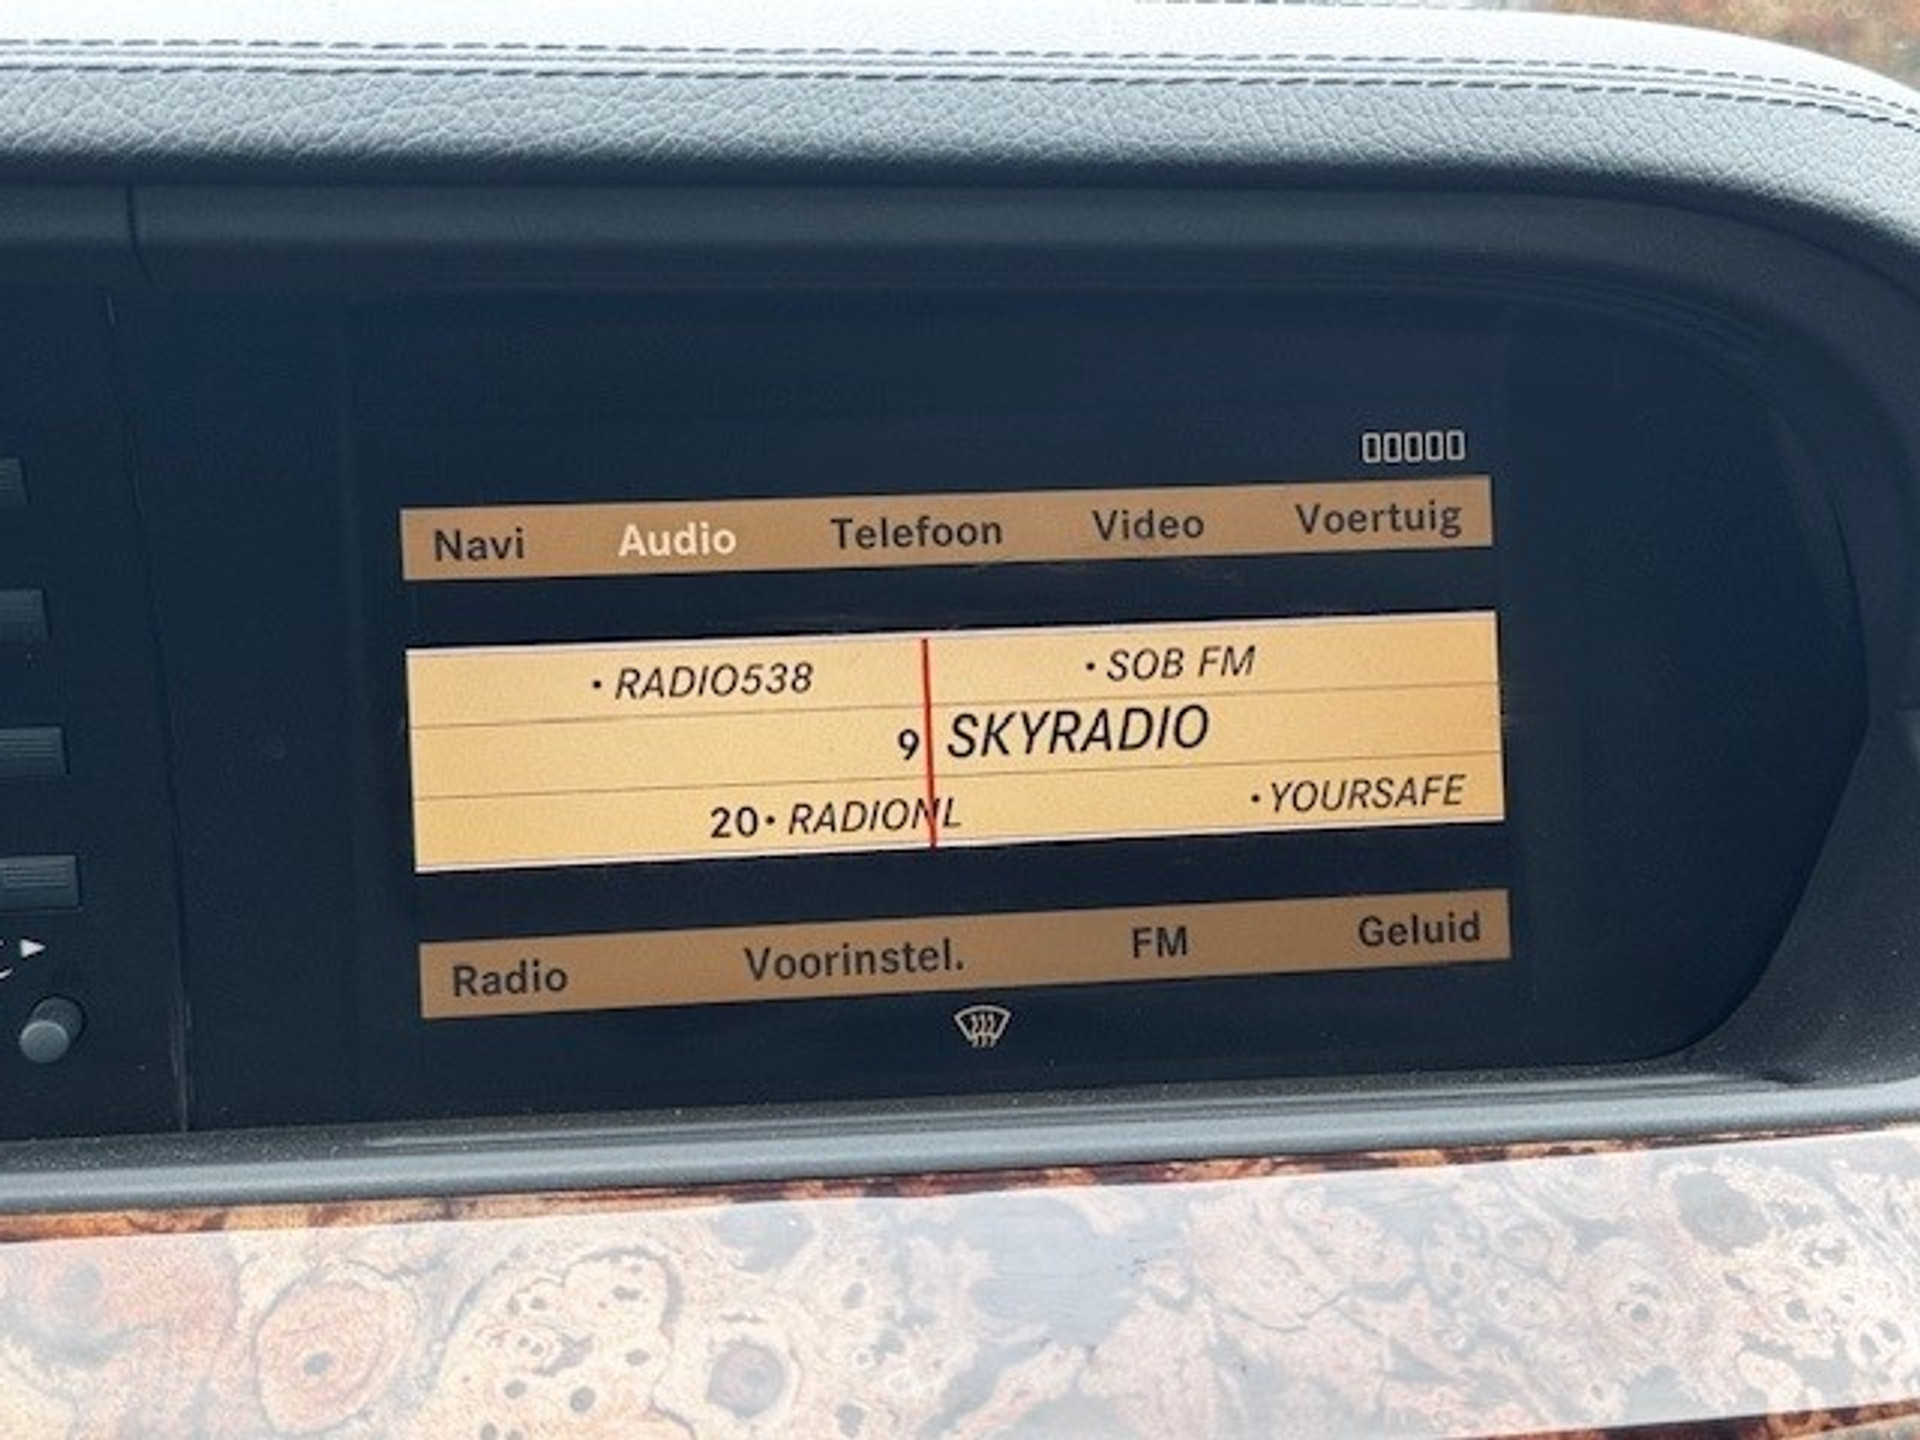 Navi Audio Telefoon Video Voertuig
• RADIO538 • SOB FM
9 SKYRADIO
20• RADIONL • YOURSAFE
Radio Voorinstel. FM Geluid